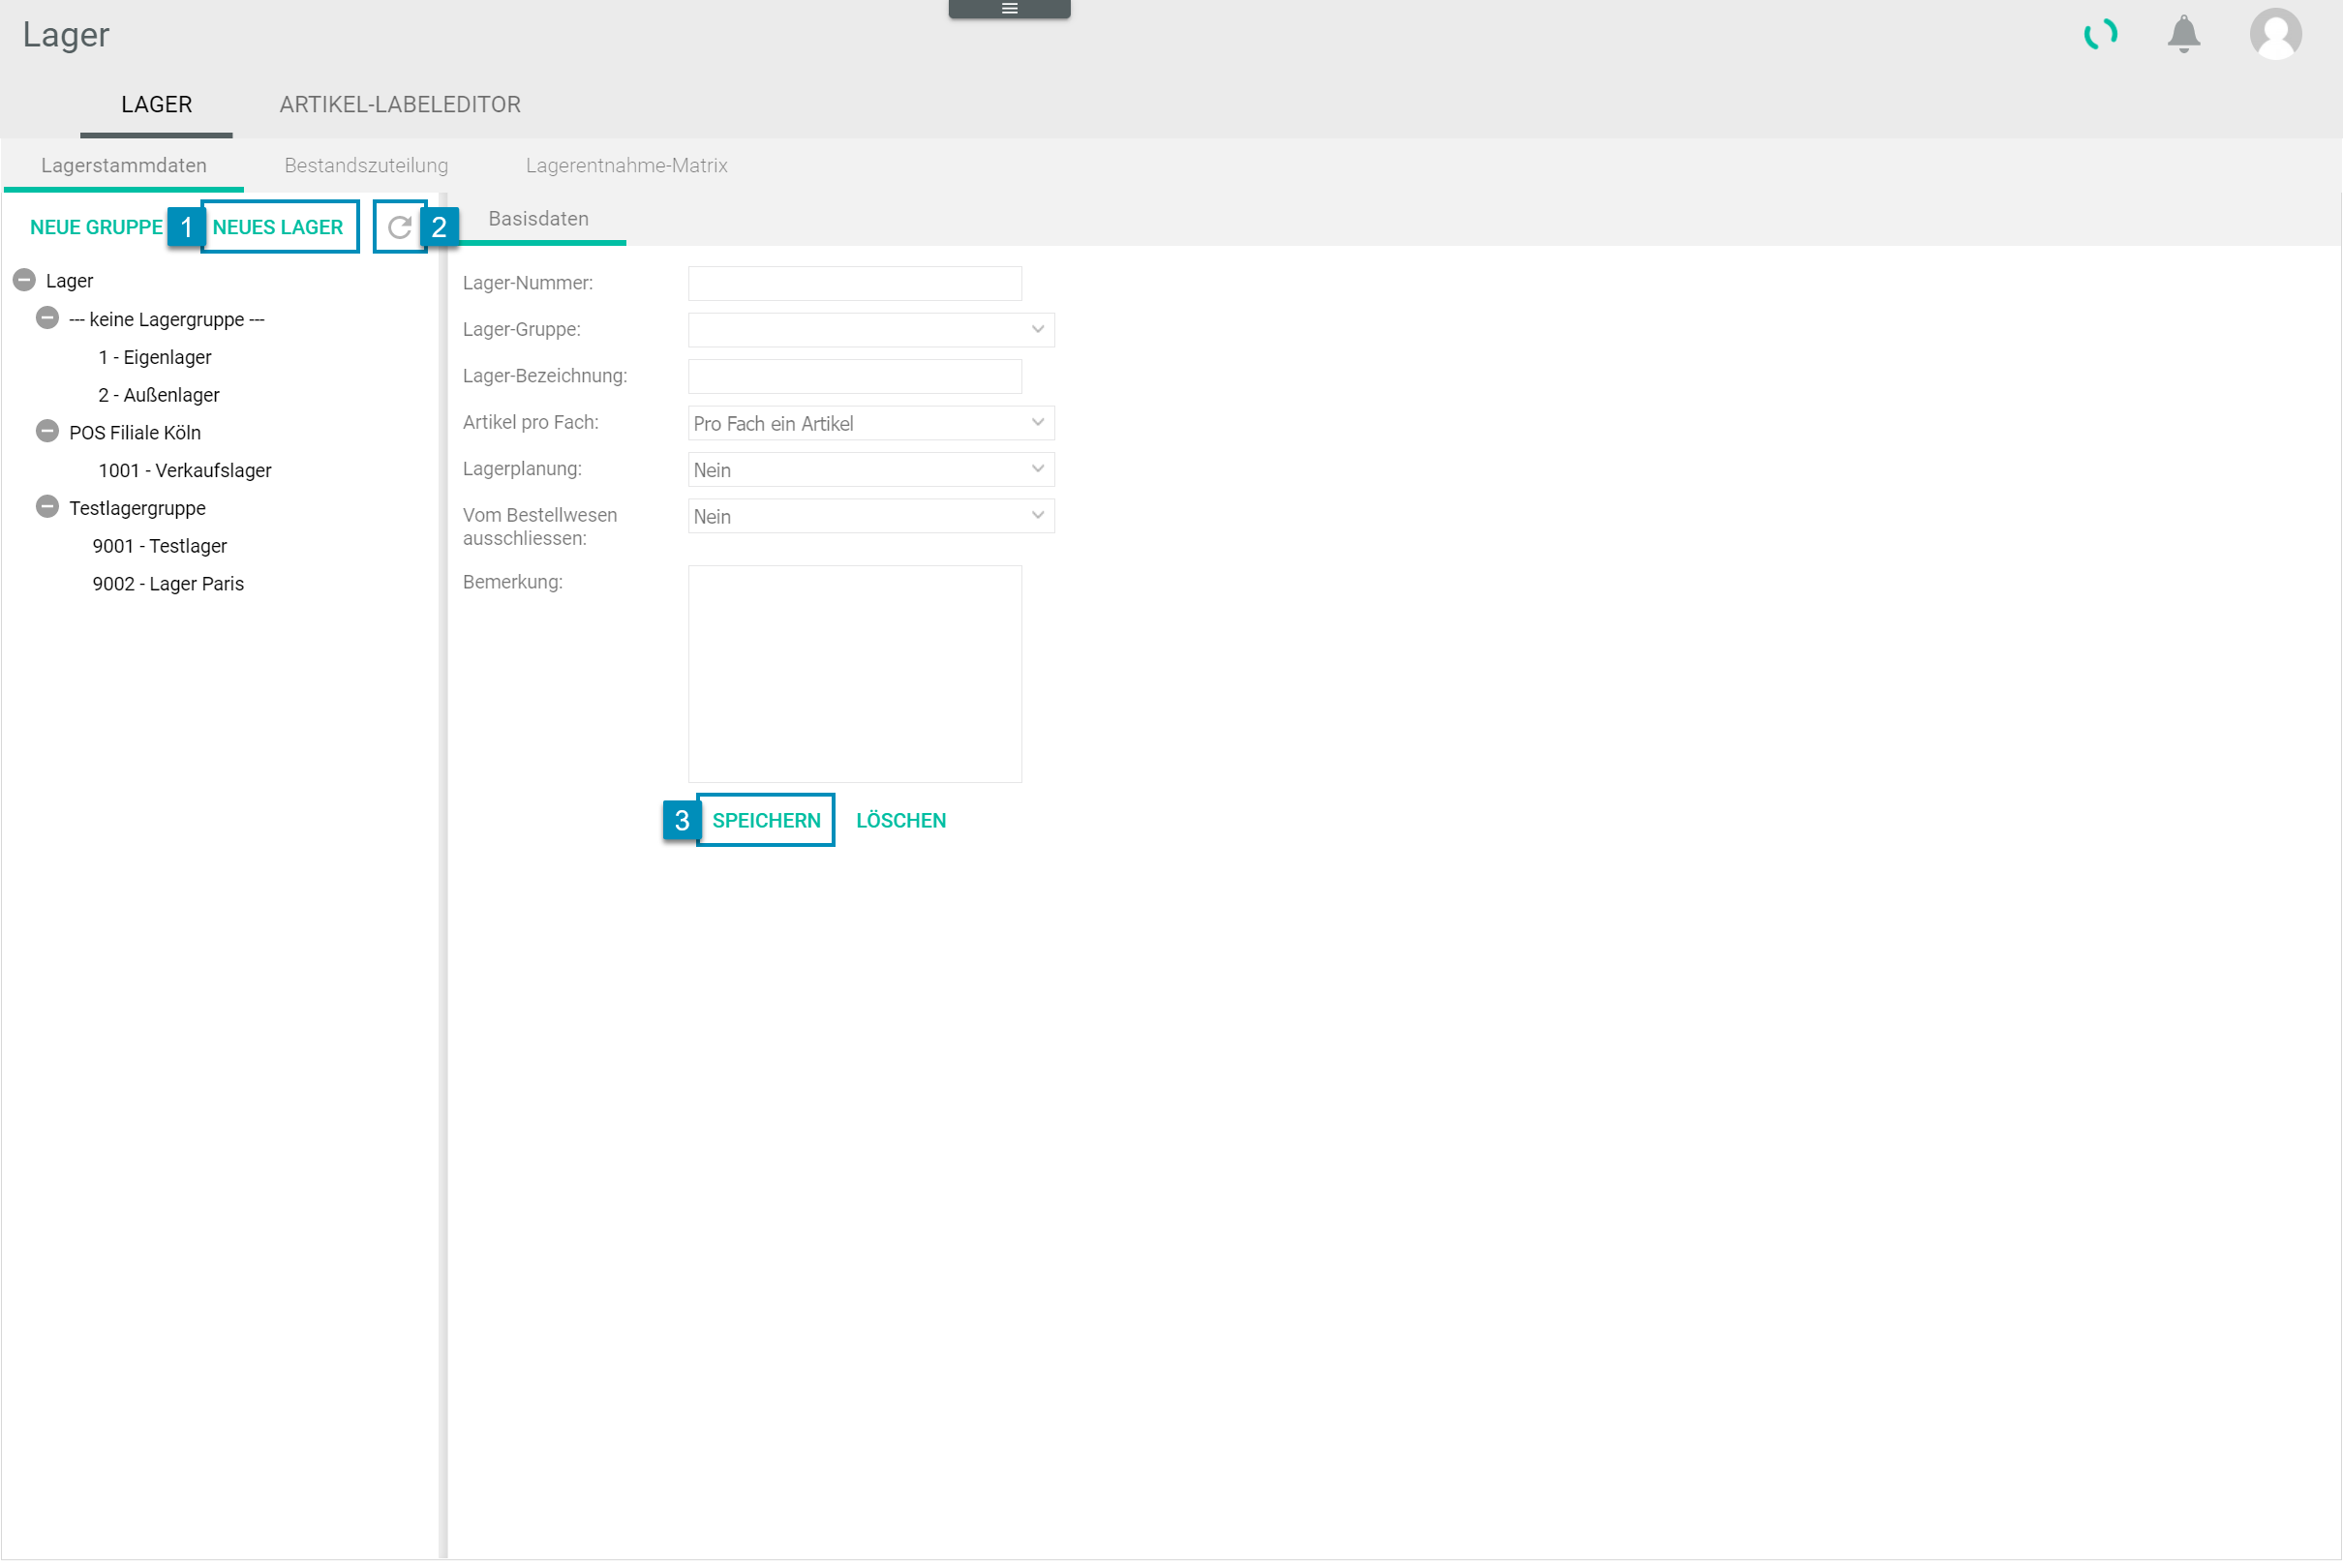 Lager
LAGER ARTIKEL-LABELEDITOR
Lagerstammdaten Bestandszuteilung Lagerentnahme-Matrix
NEUE GRUPPE 1 NEUES LAGER 2
Basisdaten
Lager
--- keine Lagergruppe ---
1 - Eigenlager
2 - Außenlager
POS Filiale Köln
1001 - Verkaufslager
Testlagergruppe
9001 - Testlager
9002 - Lager Paris
Lager-Nummer:
Lager-Gruppe:
Lager-Bezeichnung:
Artikel pro Fach: Pro Fach ein Artikel
Lagerplanung: Nein
Vom Bestellwesen
ausschliessen: Nein
Bemerkung:
3 SPEICHERN LÖSCHEN